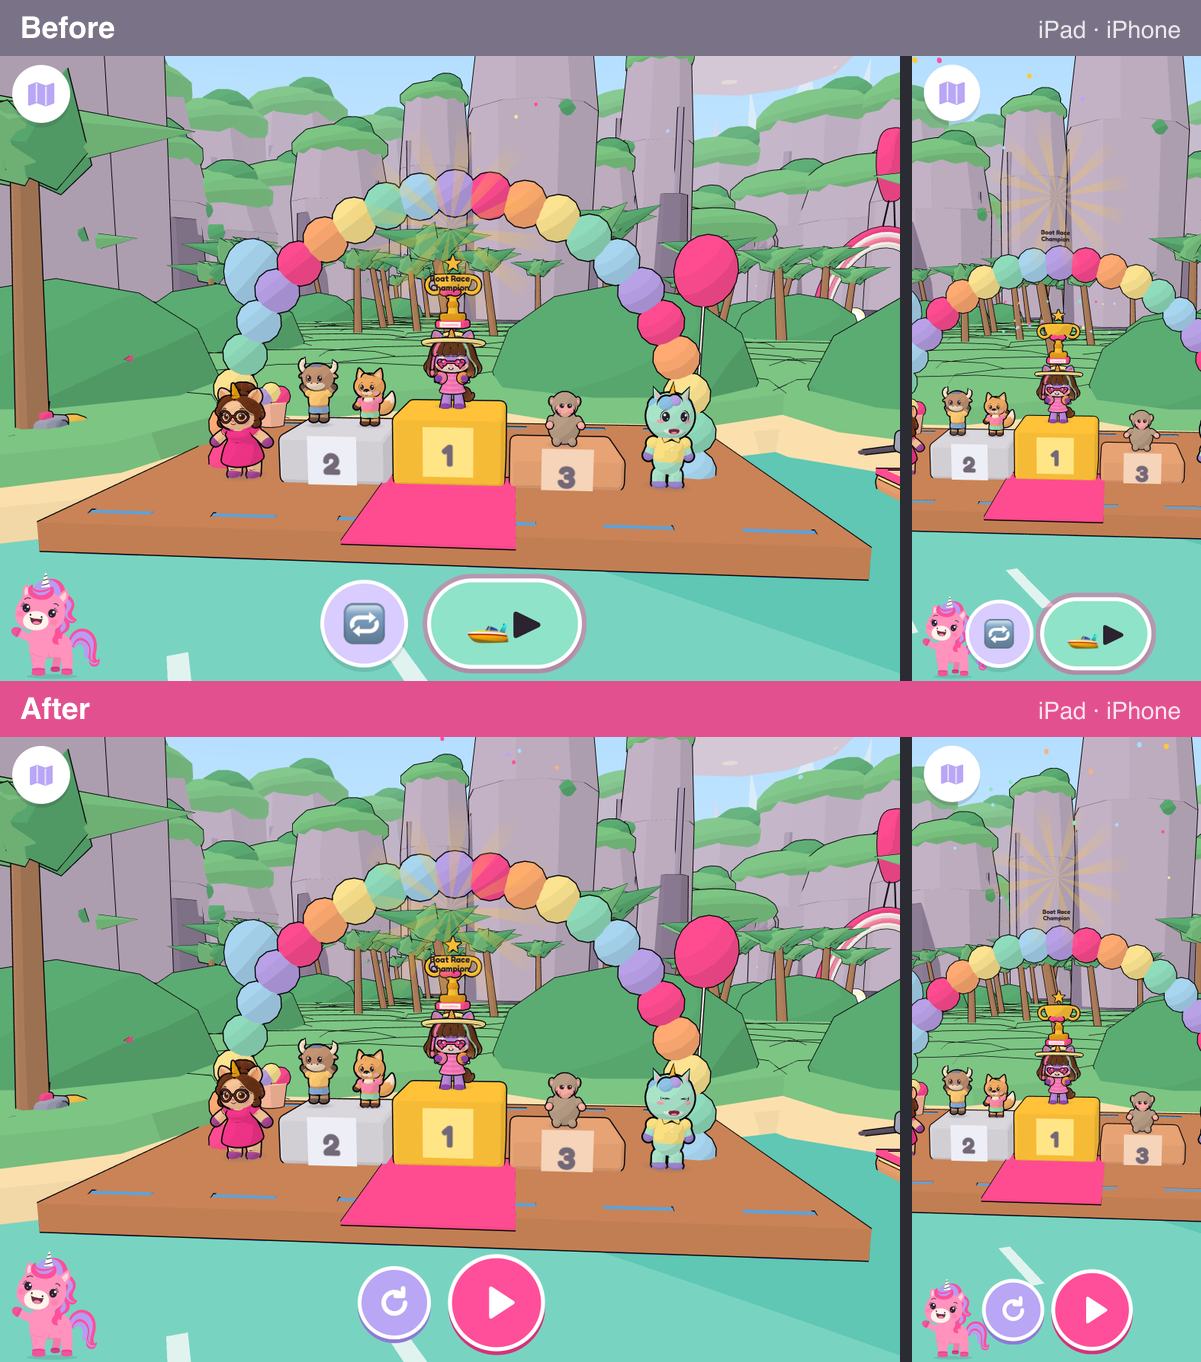 Before
iPad · iPhone
Boat Race
Champion
2
1
3
Boat Race
Champion
2
1
3
After
iPad · iPhone
Boat Race
Champion
2
1
3
Boat Race
Champion
2
1
3